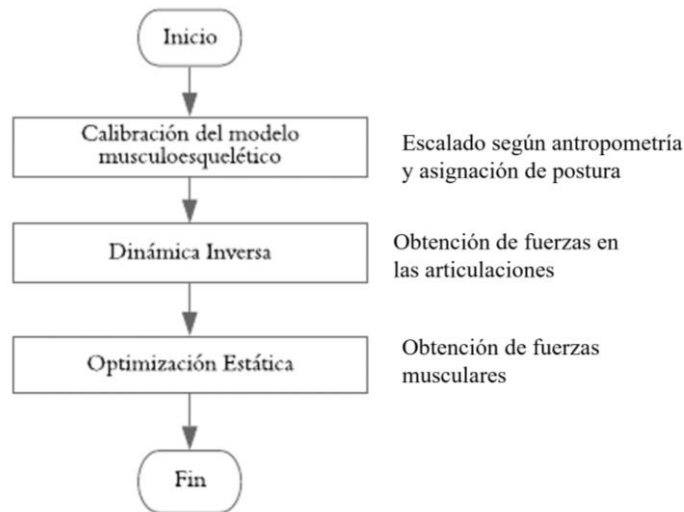 Inicio
Calibración del modelo
musculoesquelético
Escalado según antropometría
y asignación de postura
Dinámica Inversa
Obtención de fuerzas en
las articulaciones
Optimización Estática
Obtención de fuerzas
musculares
Fin